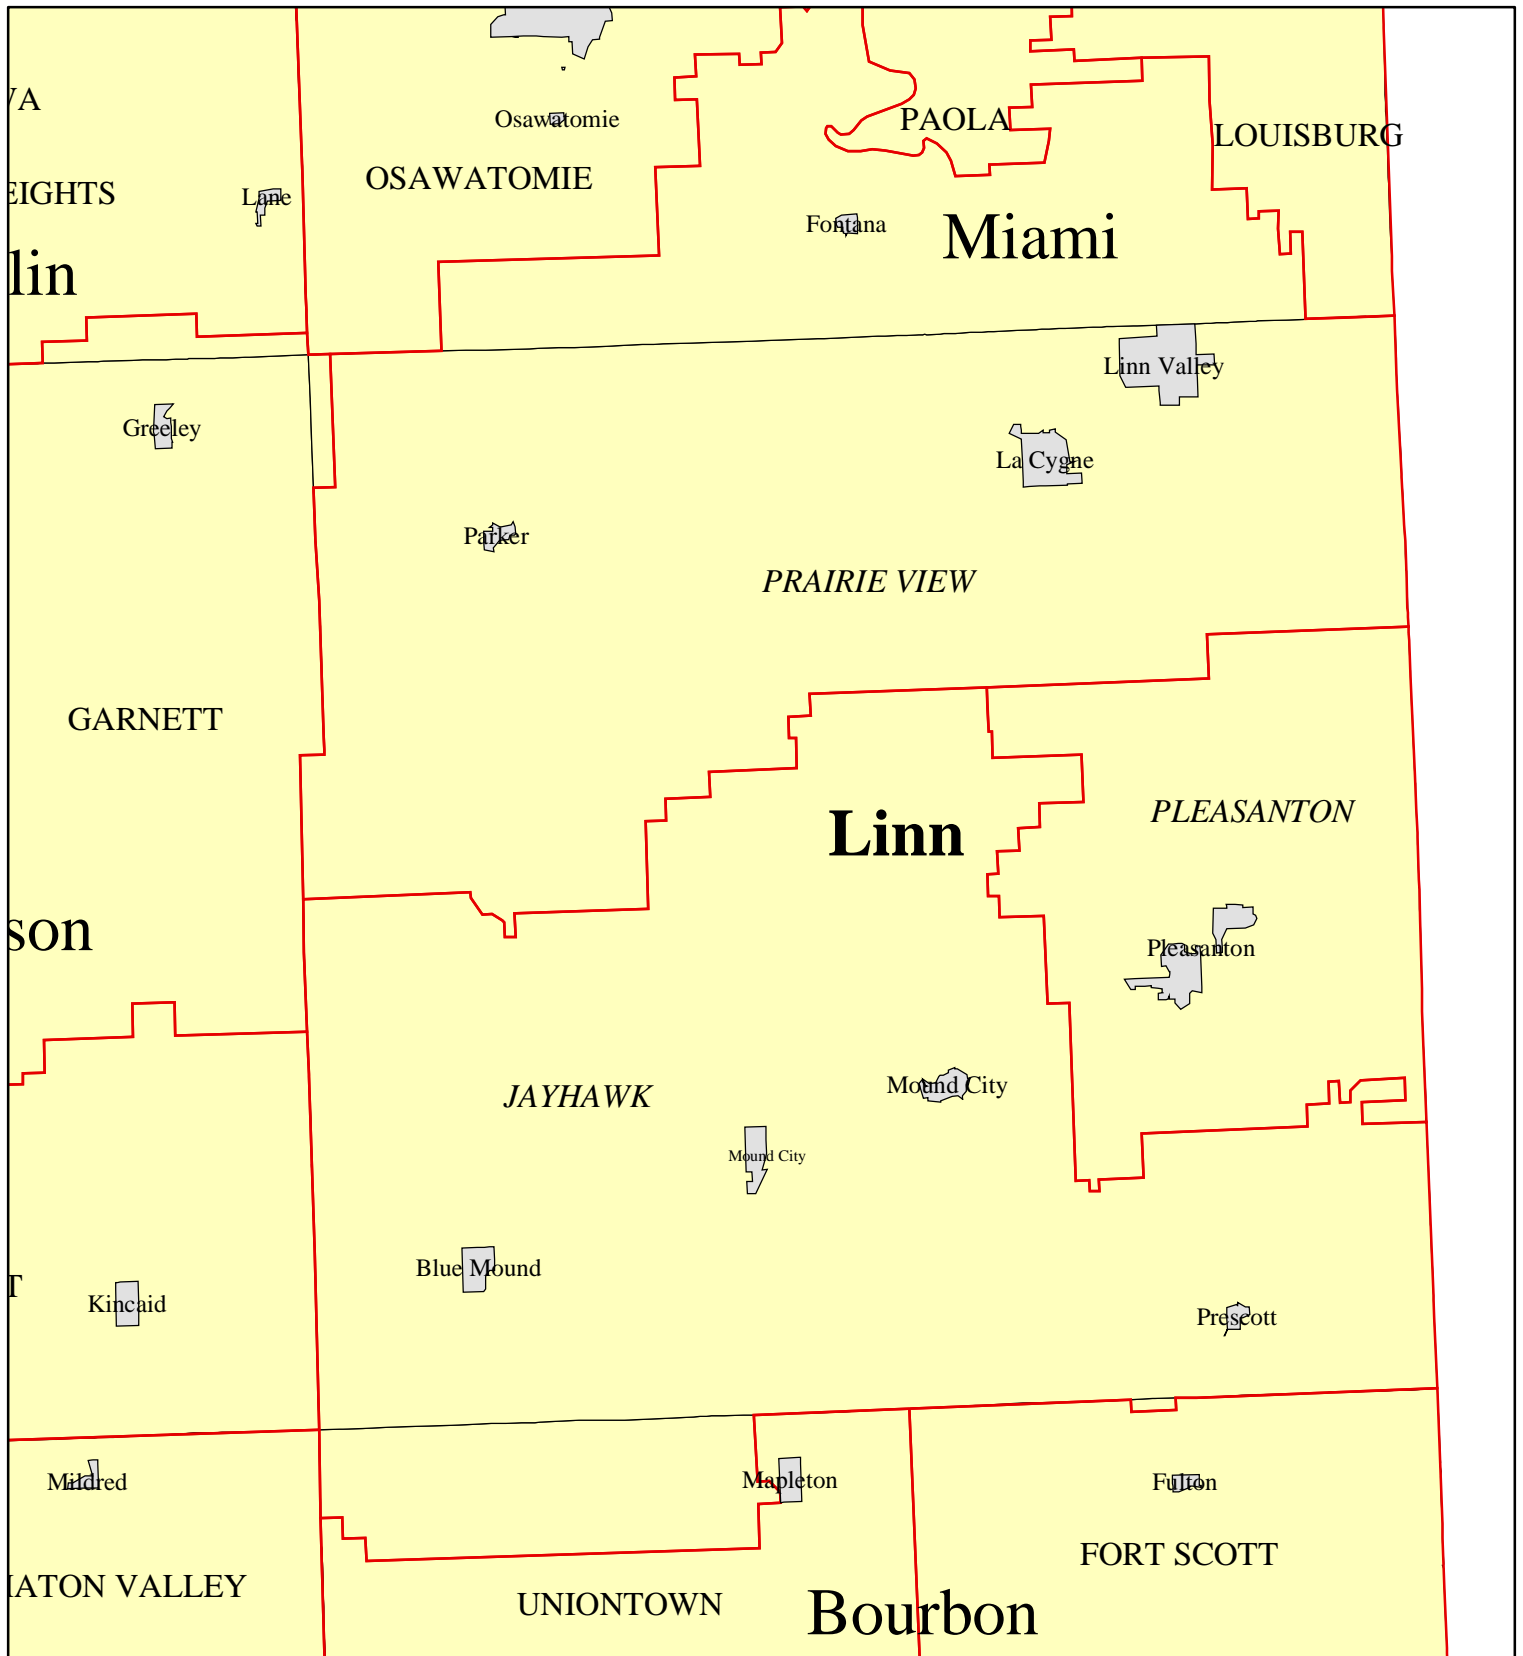 VA
Osawatomie
PAOLA
LOUISBURG
OSAWATOMIE
EIGHTS
Lane
Fontana
Miami
lin
Linn Valley
Greeley
La Cygne
Parker
PRAIRIE VIEW
GARNETT
PLEASANTON
Linn
son
Pleasanton
Mound City
JAYHAWK
Mound City
Blue Mound
T
Kincaid
Prescott
Mildred
Mapleton
Fulton
FORT SCOTT
HATON VALLEY
UNIONTOWN
Bourbon